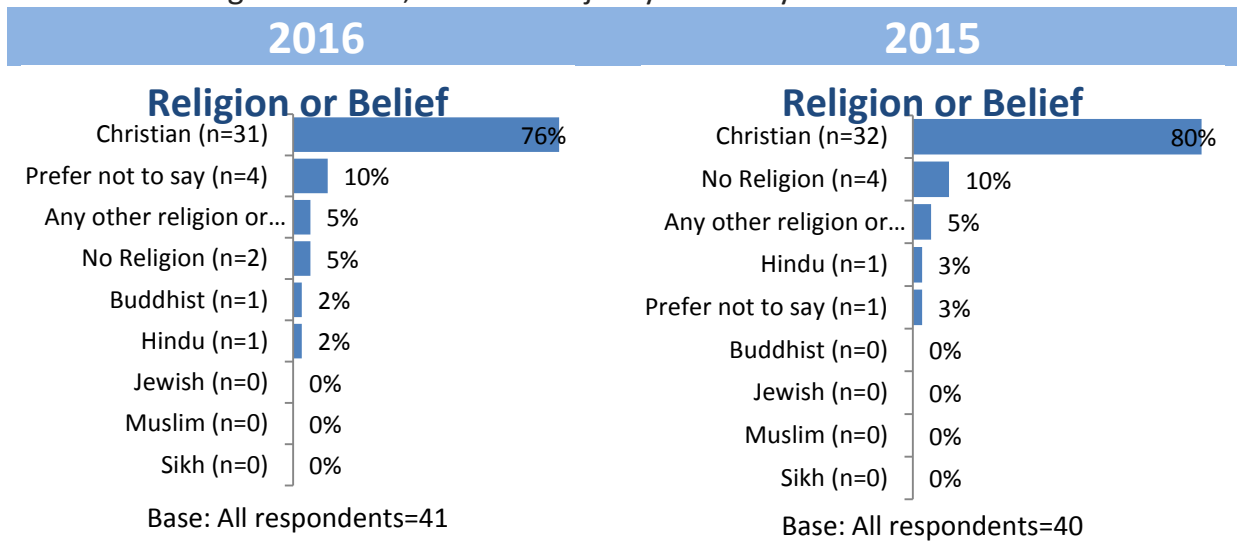 2016
Religion or Belief
Christian (n=31) 76%
Prefer not to say (n=4) 10%
Any other religion or... 5%
No Religion (n=2) 5%
Buddhist (n=1) 2%
Hindu (n=1) 2%
Jewish (n=0) 0%
Muslim (n=0) 0%
Sikh (n=0) 0%
Base: All respondents=41
2015
Religion or Belief
Christian (n=32) 80%
No Religion (n=4) 10%
Any other religion or... 5%
Hindu (n=1) 3%
Prefer not to say (n=1) 3%
Buddhist (n=0) 0%
Jewish (n=0) 0%
Muslim (n=0) 0%
Sikh (n=0) 0%
Base: All respondents=40